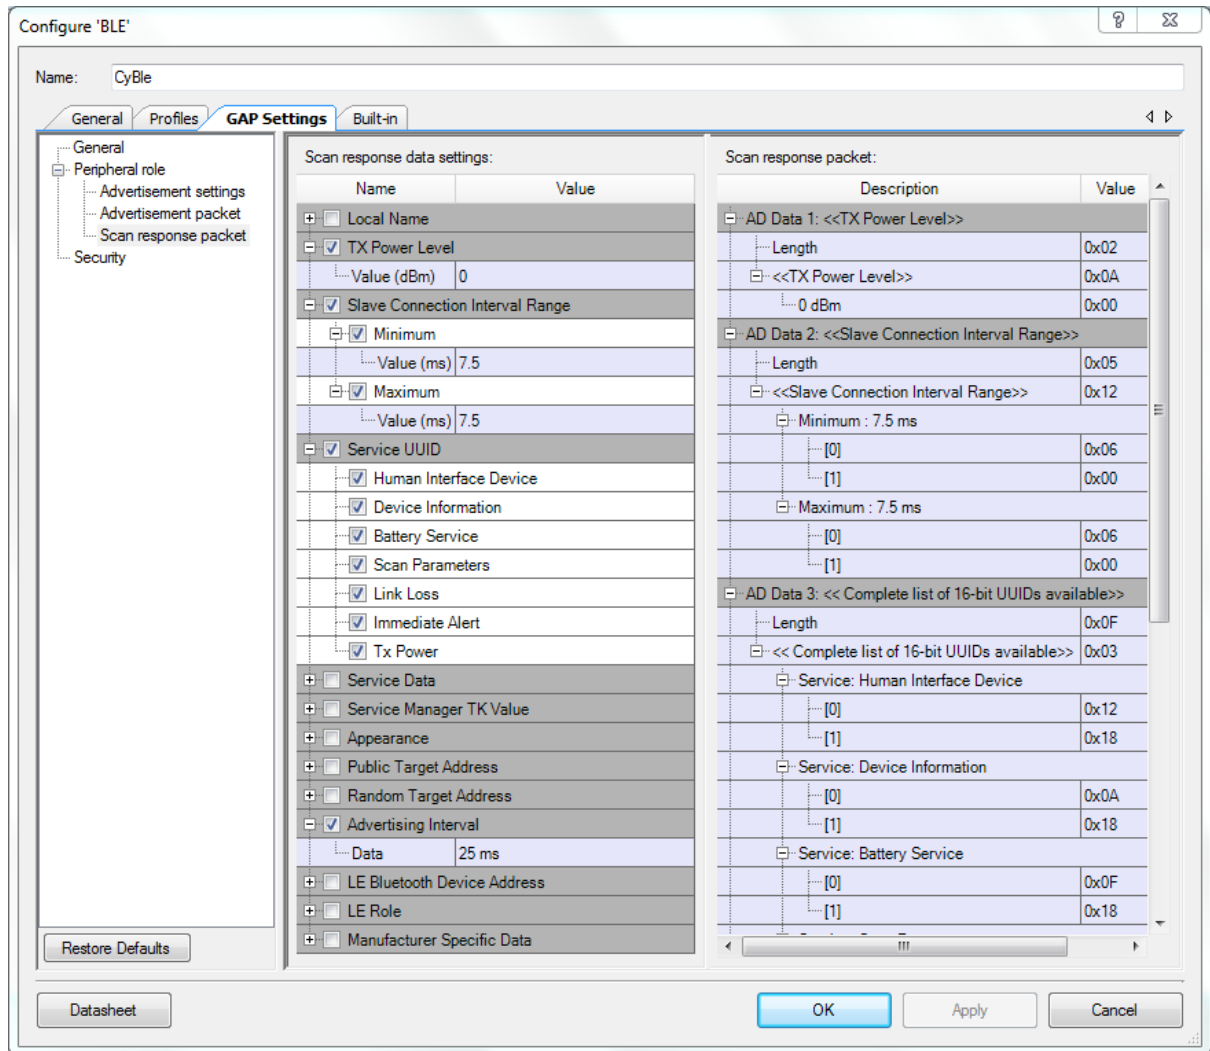 Configure 'BLE'
Name: CyBle
General Profiles GAP Settings Built-in
General
Peripheral role
Advertisement settings
Advertisement packet
Scan response packet
Security
Restore Defaults
Scan response data settings:
Name Value
Local Name
TX Power Level
Value (dBm) 0
Slave Connection Interval Range
Minimum
Value (ms) 7.5
Maximum
Value (ms) 7.5
Service UUID
Human Interface Device
Device Information
Battery Service
Scan Parameters
Link Loss
Immediate Alert
Tx Power
Service Data
Service Manager TK Value
Appearance
Public Target Address
Random Target Address
Advertising Interval
Data 25 ms
LE Bluetooth Device Address
LE Role
Manufacturer Specific Data
Scan response packet:
Description Value
AD Data 1: <<TX Power Level>>
Length 0x02
<<TX Power Level>> 0x0A
0 dBm 0x00
AD Data 2: <<Slave Connection Interval Range>>
Length 0x05
<<Slave Connection Interval Range>> 0x12
Minimum : 7.5 ms
[0] 0x06
[1] 0x00
Maximum : 7.5 ms
[0] 0x06
[1] 0x00
AD Data 3: << Complete list of 16-bit UUIDs available>>
Length 0x0F
<< Complete list of 16-bit UUIDs available>> 0x03
Service: Human Interface Device
[0] 0x12
[1] 0x18
Service: Device Information
[0] 0x0A
[1] 0x18
Service: Battery Service
[0] 0x0F
[1] 0x18
Datasheet OK Apply Cancel